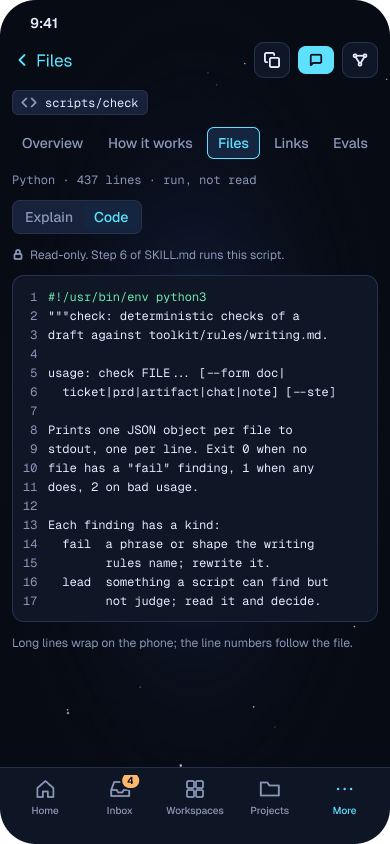 9:41
Files
scripts/check
Overview How it works Files Links Evals
Python · 437 lines · run, not read
Explain Code
Read-only. Step 6 of SKILL.md runs this script.
1 #!/usr/bin/env python3
2 """check: deterministic checks of a
3 draft against toolkit/rules/writing.md.
4
5 usage: check FILE... [--form doc|
6   ticket|prd|artifact|chat|note] [--ste]
7
8 Prints one JSON object per file to
9 stdout, one per line. Exit 0 when no
10 file has a "fail" finding, 1 when any
11 does, 2 on bad usage.
12
13 Each finding has a kind:
14   fail  a phrase or shape the writing
15         rules name; rewrite it.
16   lead  something a script can find but
17         not judge; read it and decide.
Long lines wrap on the phone; the line numbers follow the file.
4
Home Inbox Workspaces Projects More